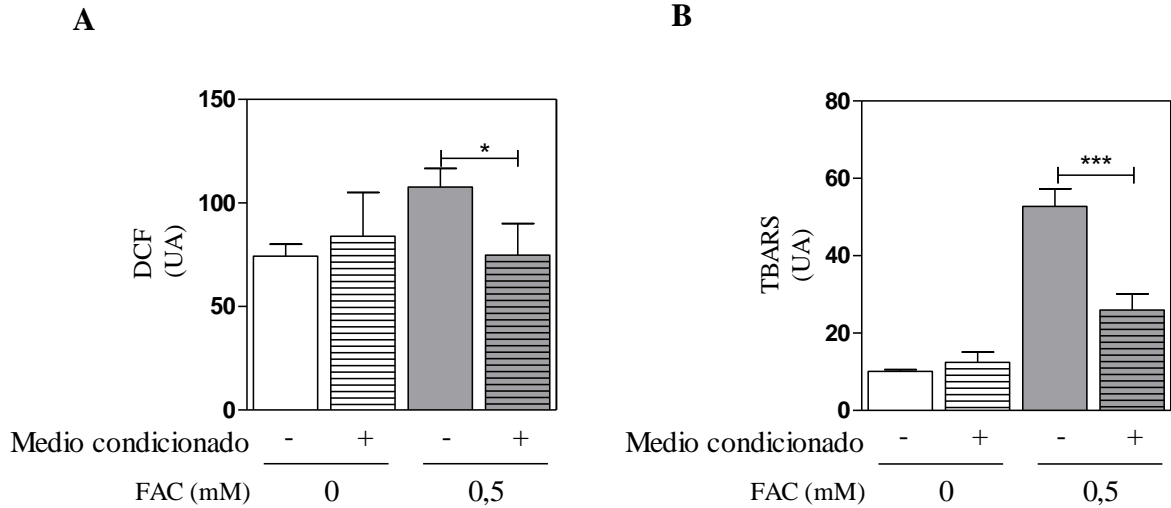 A
150
100
50
0
DCF
(UA)
*
Medio condicionado - + - +
FAC (mM) 0 0,5
B
80
60
40
20
0
TBARS
(UA)
***
Medio condicionado - + - +
FAC (mM) 0 0,5